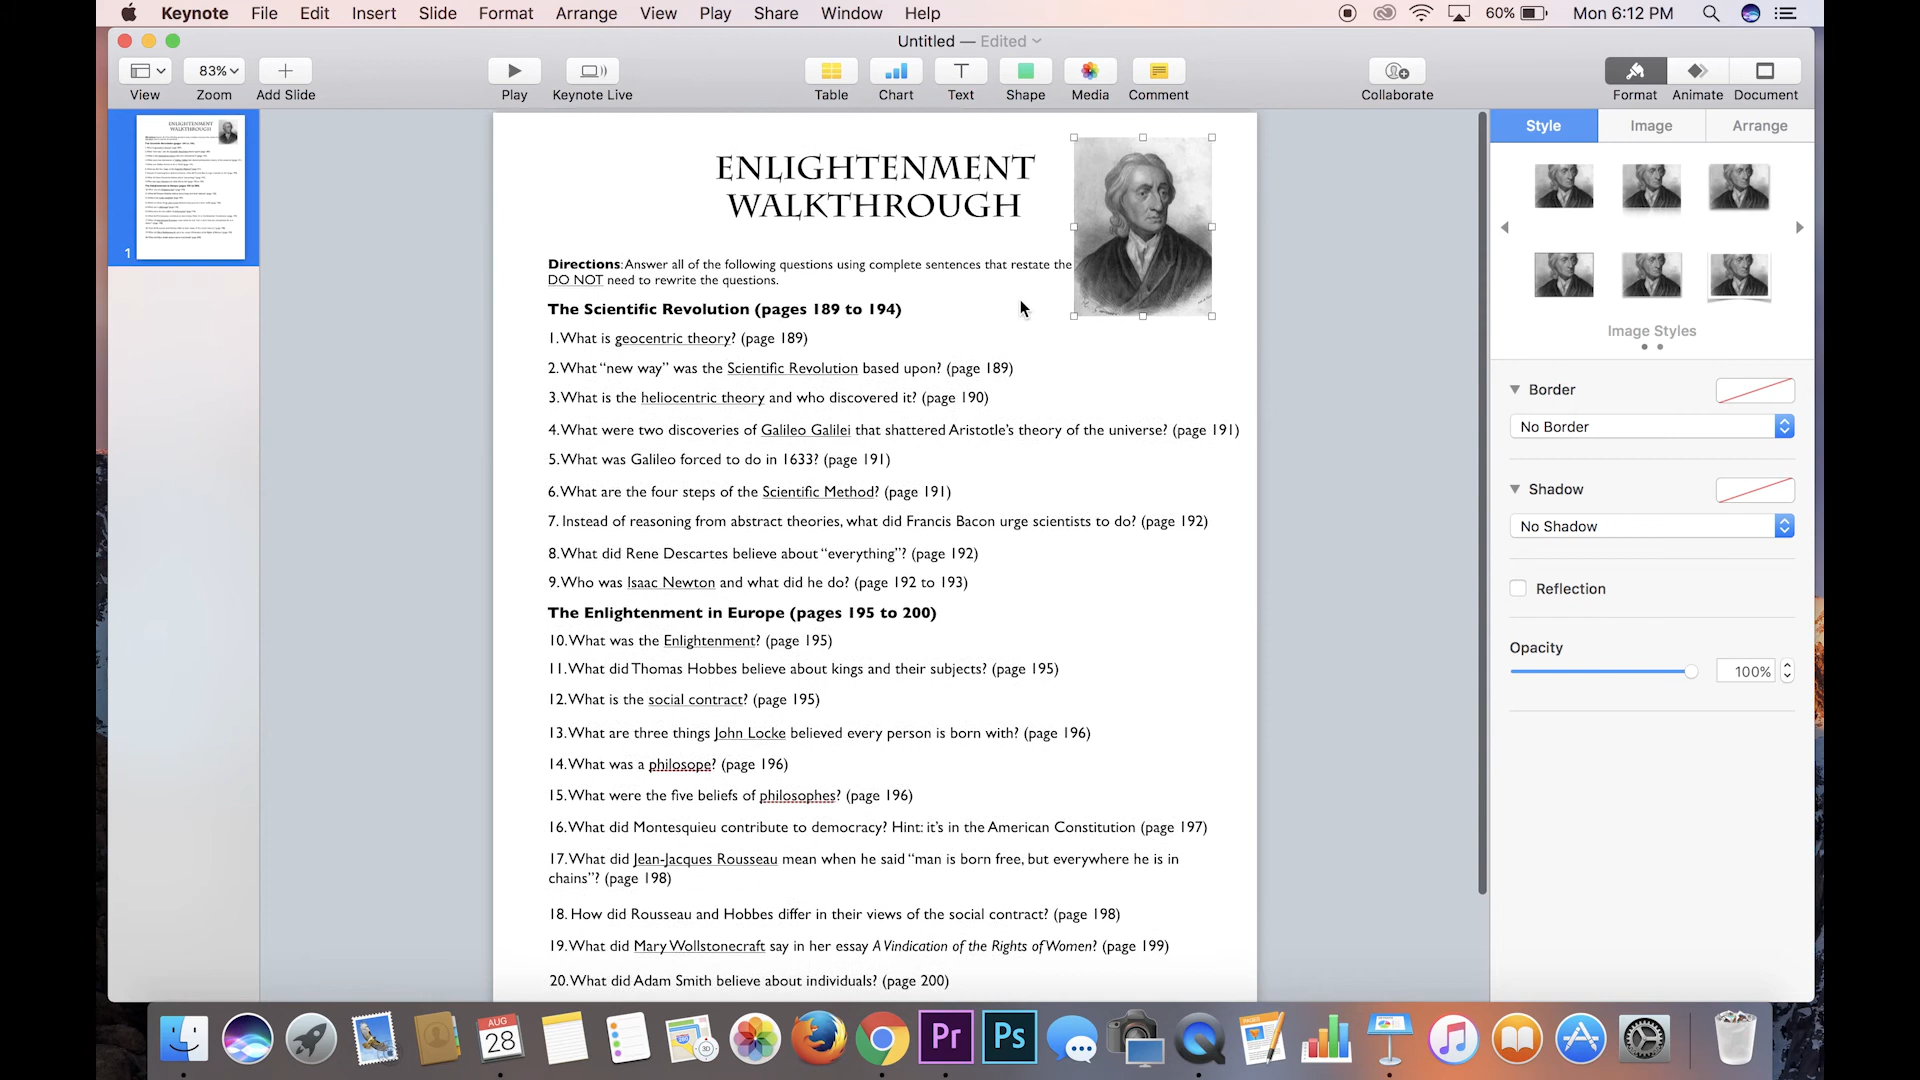 Keynote File Edit Insert Slide Format Arrange View Play Share Window Help 60% Mon 6:12 PM
Untitled — Edited
83%
View Zoom Add Slide Play Keynote Live Table Chart Text Shape Media Comment Collaborate Format Animate Document
Style Image Arrange
ENLIGHTENMENT
WALKTHROUGH
1
ENLIGHTENMENT
WALKTHROUGH
Directions: Answer all of the following questions using complete sentences that restate the
DO NOT need to rewrite the questions.
The Scientific Revolution (pages 189 to 194)
1. What is geocentric theory? (page 189)
2. What “new way” was the Scientific Revolution based upon? (page 189)
3. What is the heliocentric theory and who discovered it? (page 190)
4. What were two discoveries of Galileo Galilei that shattered Aristotle’s theory of the universe? (page 191)
5. What was Galileo forced to do in 1633? (page 191)
6. What are the four steps of the Scientific Method? (page 191)
7. Instead of reasoning from abstract theories, what did Francis Bacon urge scientists to do? (page 192)
8. What did Rene Descartes believe about “everything”? (page 192)
9. Who was Isaac Newton and what did he do? (page 192 to 193)
The Enlightenment in Europe (pages 195 to 200)
10. What was the Enlightenment? (page 195)
11. What did Thomas Hobbes believe about kings and their subjects? (page 195)
12. What is the social contract? (page 195)
13. What are three things John Locke believed every person is born with? (page 196)
14. What was a philosope? (page 196)
15. What were the five beliefs of philosophes? (page 196)
16. What did Montesquieu contribute to democracy? Hint: it’s in the American Constitution (page 197)
17. What did Jean-Jacques Rousseau mean when he said “man is born free, but everywhere he is in
chains”? (page 198)
18. How did Rousseau and Hobbes differ in their views of the social contract? (page 198)
19. What did Mary Wollstonecraft say in her essay A Vindication of the Rights of Women? (page 199)
20. What did Adam Smith believe about individuals? (page 200)
Image Styles
Border
No Border
Shadow
No Shadow
Reflection
Opacity
100%
AUG
28
3D
Pr
Ps
PAGES